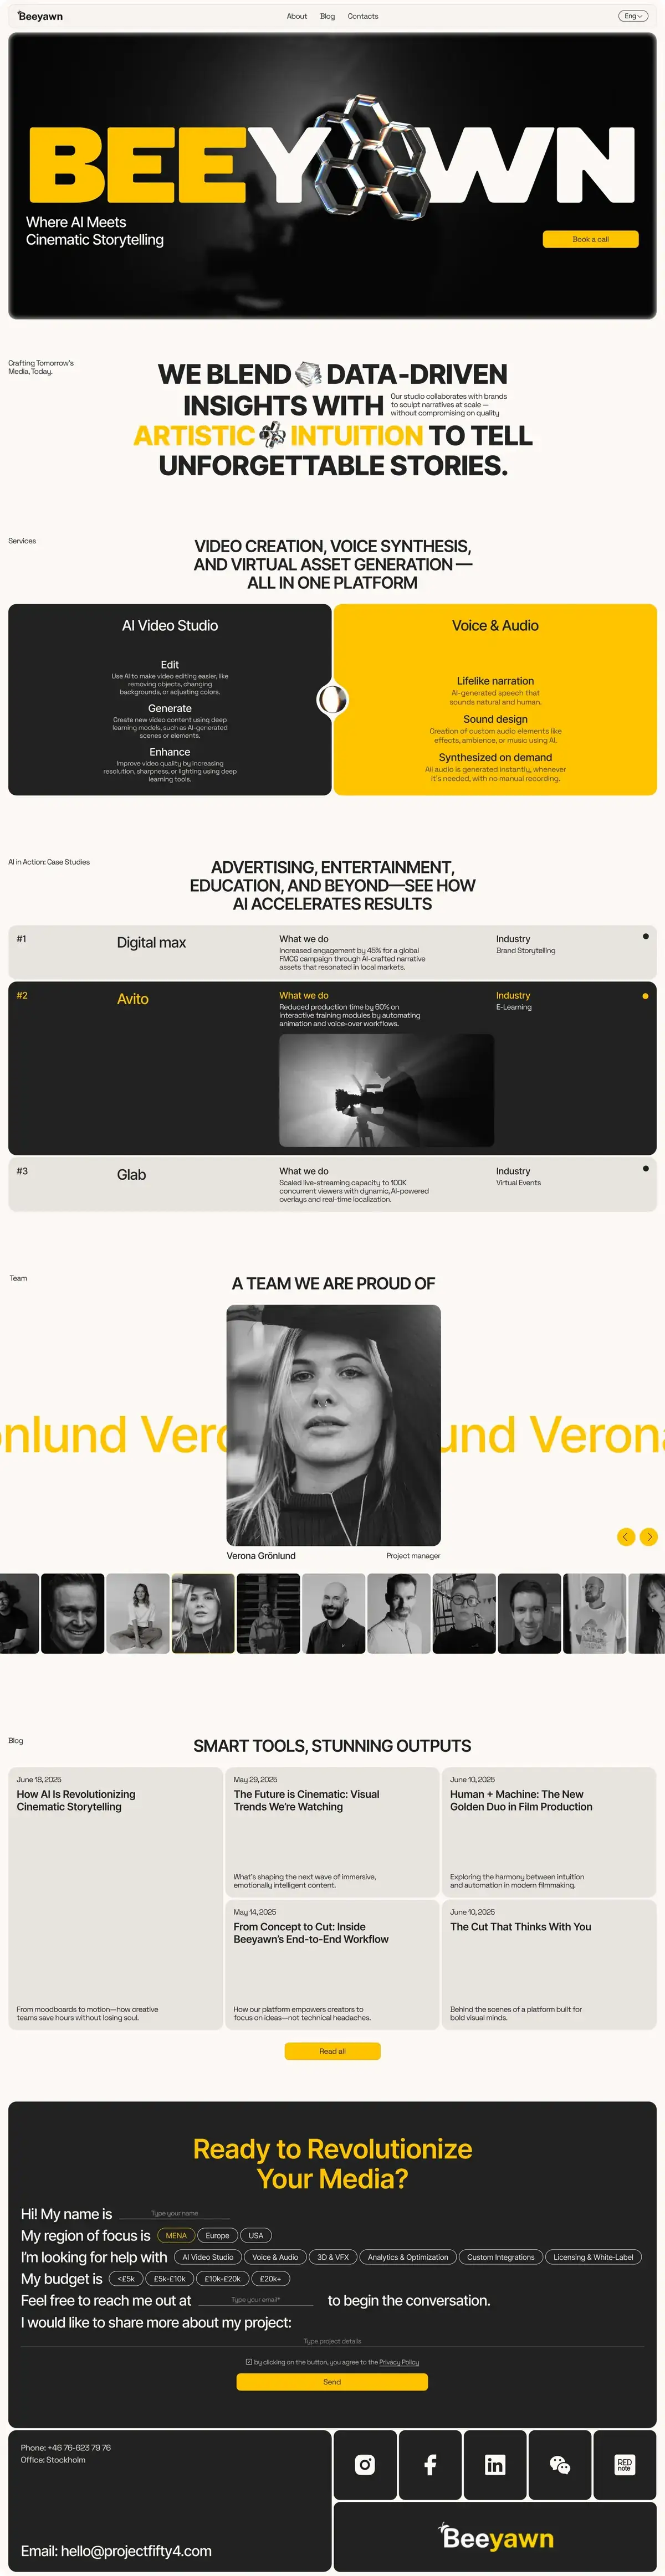 Beeyawn
About Blog Contacts
Eng
BEEYAWN
Where AI Meets
Cinematic Storytelling
Book a call
Crafting Tomorrow's
Media, Today.
WE BLEND DATA-DRIVEN
INSIGHTS WITH
Our studio collaborates with brands
to sculpt narratives at scale —
without compromising on quality
ARTISTIC INTUITION TO TELL
UNFORGETTABLE STORIES.
Services
VIDEO CREATION, VOICE SYNTHESIS,
AND VIRTUAL ASSET GENERATION —
ALL IN ONE PLATFORM
AI Video Studio
Edit
Use AI to make video editing easier, like
removing objects, changing
backgrounds, or adjusting colors.
Generate
Create new video content using deep
learning models, such as AI-generated
scenes or elements.
Enhance
Improve video quality by increasing
resolution, sharpness, or lighting using deep
learning tools.
Voice & Audio
Lifelike narration
AI-generated speech that
sounds natural and human.
Sound design
Creation of custom audio elements like
effects, ambience, or music using AI.
Synthesized on demand
All audio is generated instantly, whenever
it's needed, with no manual recording.
AI in Action: Case Studies
ADVERTISING, ENTERTAINMENT,
EDUCATION, AND BEYOND—SEE HOW
AI ACCELERATES RESULTS
#1
Digital max
What we do
Increased engagement by 45% for a global
FMCG campaign through AI-crafted narrative
assets that resonated in local markets.
Industry
Brand Storytelling
#2
Avito
What we do
Reduced production time by 60% on
interactive training modules by automating
animation and voice-over workflows.
Industry
E-Learning
#3
Glab
What we do
Scaled live-streaming capacity to 100K
concurrent viewers with dynamic, AI-powered
overlays and real-time localization.
Industry
Virtual Events
Team
A TEAM WE ARE PROUD OF
önlund Vero und Verona
Verona Grönlund
Project manager
Blog
SMART TOOLS, STUNNING OUTPUTS
June 18, 2025
How AI Is Revolutionizing
Cinematic Storytelling
From moodboards to motion—how creative
teams save hours without losing soul.
May 29, 2025
The Future is Cinematic: Visual
Trends We're Watching
What's shaping the next wave of immersive,
emotionally intelligent content.
June 10, 2025
Human + Machine: The New
Golden Duo in Film Production
Exploring the harmony between intuition
and automation in modern filmmaking.
May 14, 2025
From Concept to Cut: Inside
Beeyawn's End-to-End Workflow
How our platform empowers creators to
focus on ideas—not technical headaches.
June 10, 2025
The Cut That Thinks With You
Behind the scenes of a platform built for
bold visual minds.
Read all
Ready to Revolutionize
Your Media?
Hi! My name is Type your name
My region of focus is MENA Europe USA
I'm looking for help with AI Video Studio Voice & Audio 3D & VFX Analytics & Optimization Custom Integrations Licensing & White-Label
My budget is <£5k £5k-£10k £10k-£20k £20k+
Feel free to reach me out at Type your email* to begin the conversation.
I would like to share more about my project:
Type project details
by clicking on the button, you agree to the Privacy Policy
Send
Phone: +46 76-623 79 76
Office: Stockholm
Email: hello@projectfifty4.com
f
in
RED
note
Beeyawn